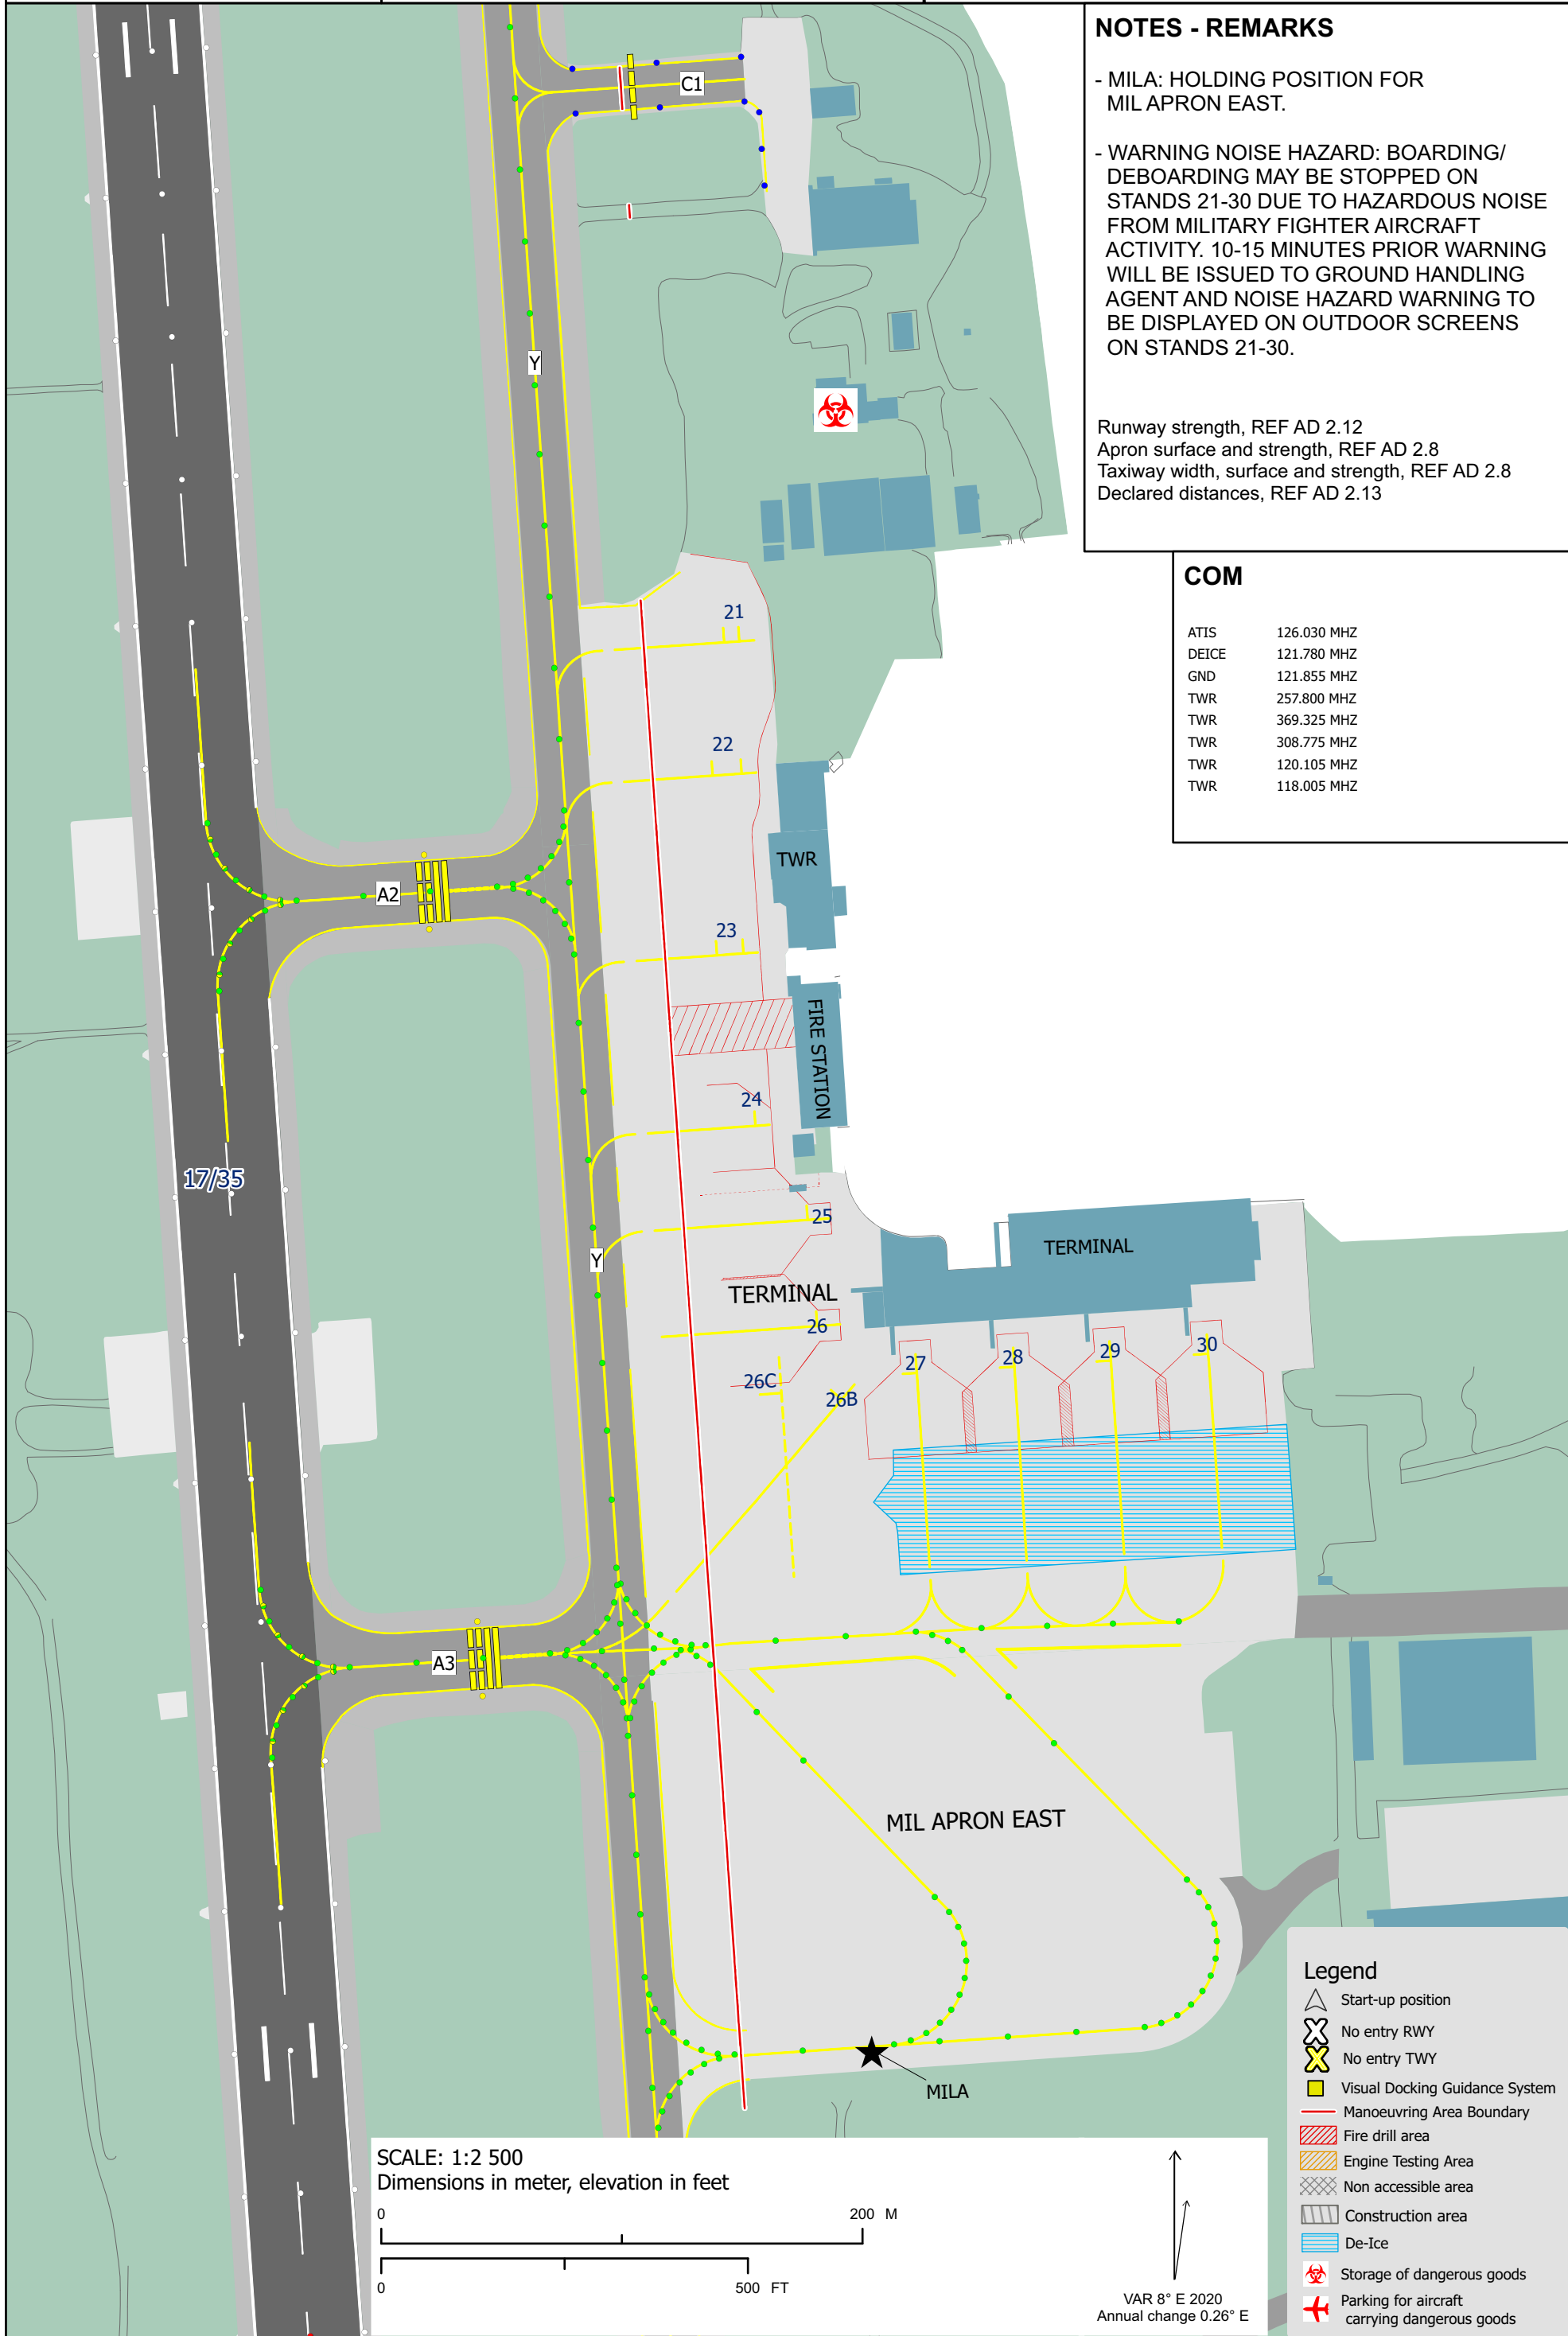 NOTES - REMARKS
- MILA: HOLDING POSITION FOR
MIL APRON EAST.
- WARNING NOISE HAZARD: BOARDING/
DEBOARDING MAY BE STOPPED ON
STANDS 21-30 DUE TO HAZARDOUS NOISE
FROM MILITARY FIGHTER AIRCRAFT
ACTIVITY. 10-15 MINUTES PRIOR WARNING
WILL BE ISSUED TO GROUND HANDLING
AGENT AND NOISE HAZARD WARNING TO
BE DISPLAYED ON OUTDOOR SCREENS
ON STANDS 21-30.
Runway strength, REF AD 2.12
Apron surface and strength, REF AD 2.8
Taxiway width, surface and strength, REF AD 2.8
Declared distances, REF AD 2.13
COM
ATIS 126.030 MHZ
DEICE 121.780 MHZ
GND 121.855 MHZ
TWR 257.800 MHZ
TWR 369.325 MHZ
TWR 308.775 MHZ
TWR 120.105 MHZ
TWR 118.005 MHZ
C1
Y
21
22
TWR
A2
23
FIRE STATION
24
17/35
25
Y
TERMINAL
TERMINAL
26
27
28
29
30
26C
26B
A3
MIL APRON EAST
MILA
Legend
Start-up position
No entry RWY
No entry TWY
Visual Docking Guidance System
Manoeuvring Area Boundary
Fire drill area
Engine Testing Area
Non accessible area
Construction area
De-Ice
Storage of dangerous goods
Parking for aircraft
carrying dangerous goods
SCALE: 1:2 500
Dimensions in meter, elevation in feet
0 200 M
0 500 FT
VAR 8° E 2020
Annual change 0.26° E